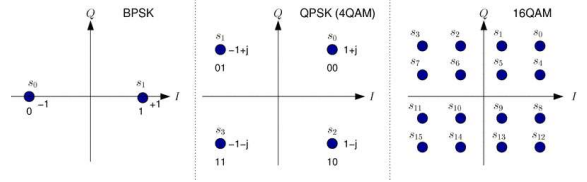 Q BPSK
s0 s1
I
−1 +1
0 1
Q QPSK (4QAM)
s1 −1+j s0 1+j
01 00
I
s3 −1−j s2 1−j
11 10
Q 16QAM
s3 s2 s1 s0
s7 s6 s5 s4
I
s11 s10 s9 s8
s15 s14 s13 s12